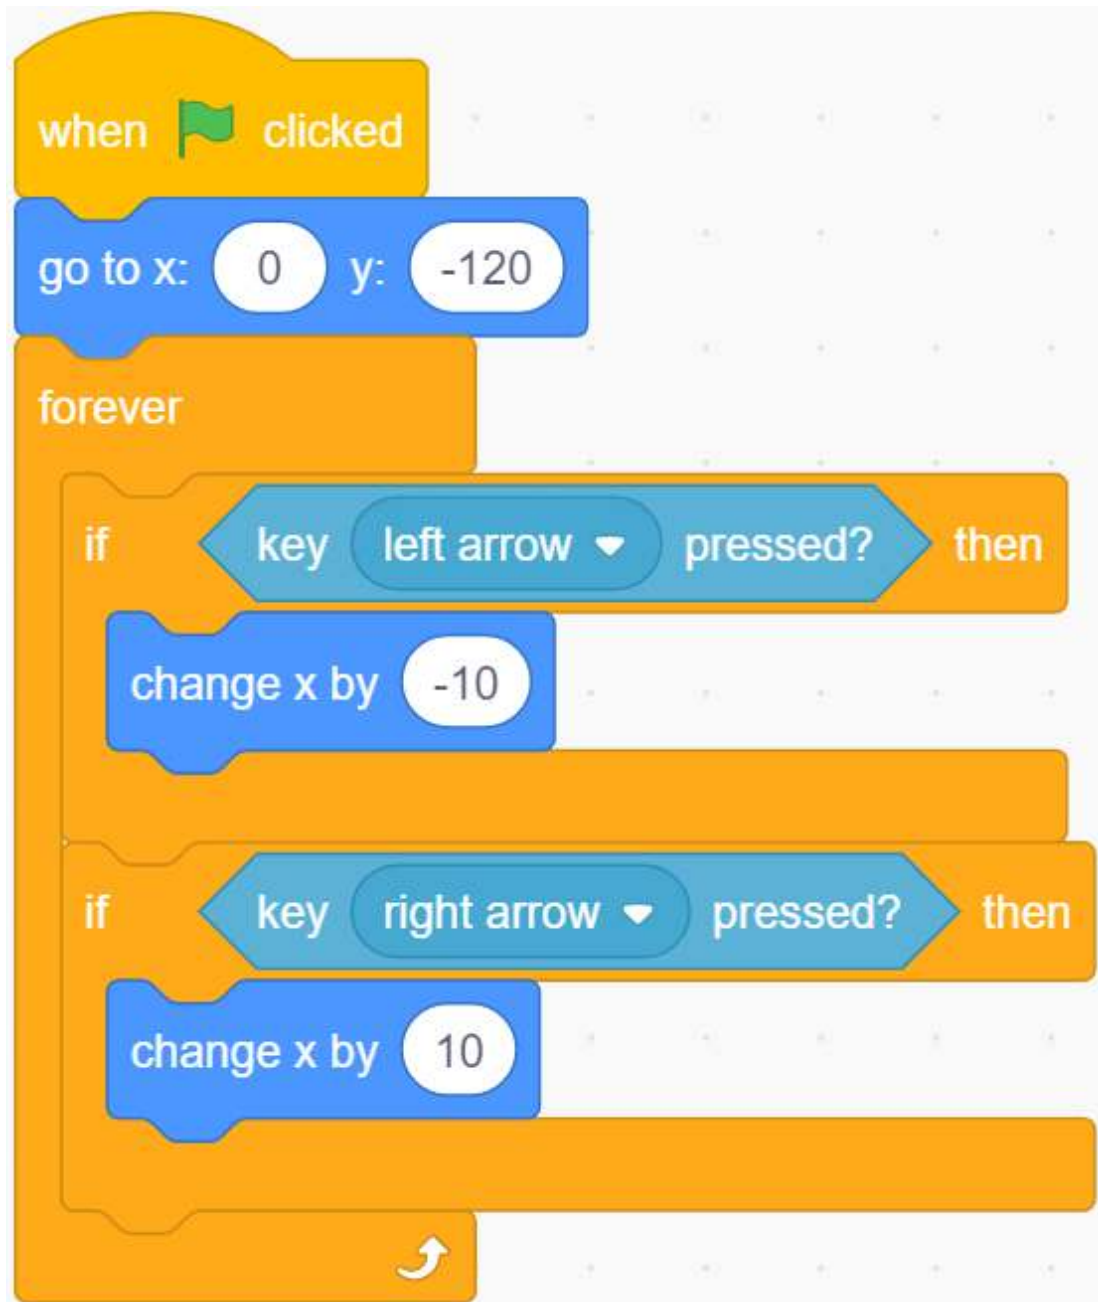 when clicked
go to x: 0 y: -120
forever
if key left arrow pressed? then
change x by -10
if key right arrow pressed? then
change x by 10